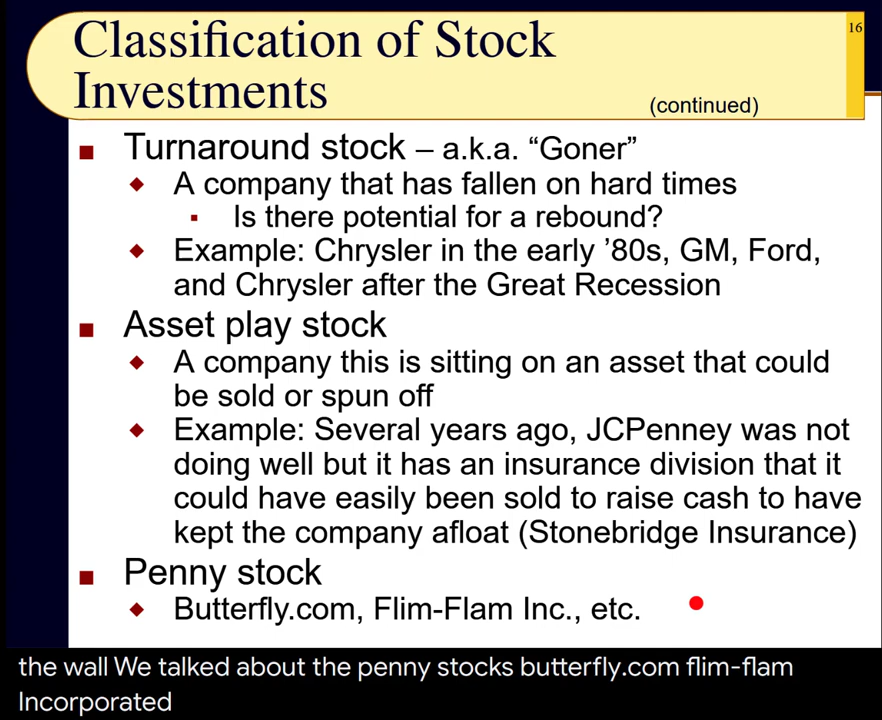 Classification of Stock
Investments
(continued)
16
Turnaround stock – a.k.a. “Goner”
A company that has fallen on hard times
Is there potential for a rebound?
Example: Chrysler in the early ’80s, GM, Ford,
and Chrysler after the Great Recession
Asset play stock
A company this is sitting on an asset that could
be sold or spun off
Example: Several years ago, JCPenney was not
doing well but it has an insurance division that it
could have easily been sold to raise cash to have
kept the company afloat (Stonebridge Insurance)
Penny stock
Butterfly.com, Flim-Flam Inc., etc.
the wall We talked about the penny stocks butterfly.com flim-flam
Incorporated